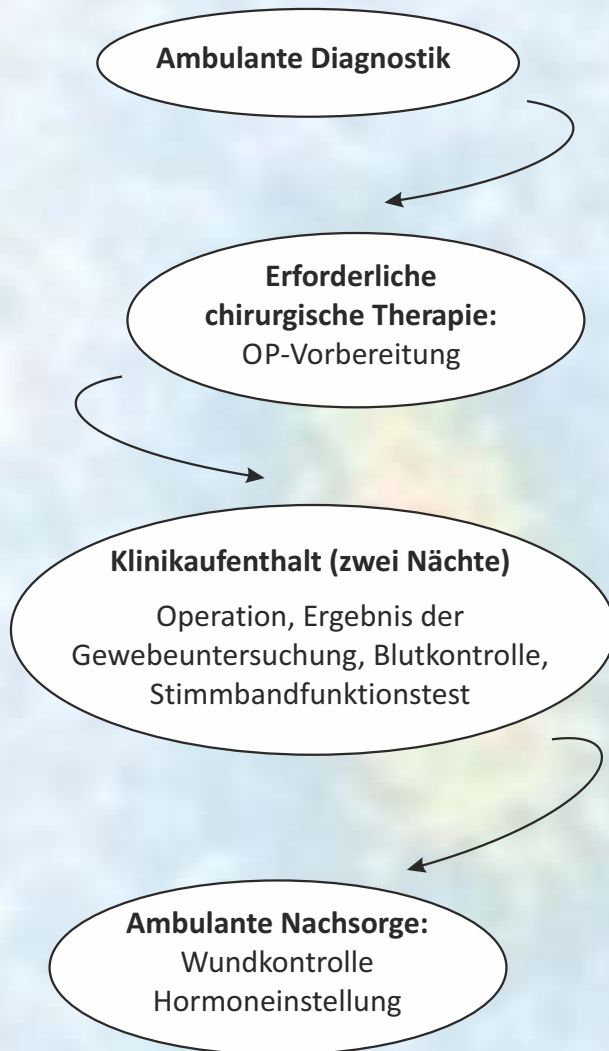 Ambulante Diagnostik
Erforderliche
chirurgische Therapie:
OP-Vorbereitung
Klinikaufenthalt (zwei Nächte)
Operation, Ergebnis der
Gewebeuntersuchung, Blutkontrolle,
Stimmbandfunktionstest
Ambulante Nachsorge:
Wundkontrolle
Hormoneinstellung